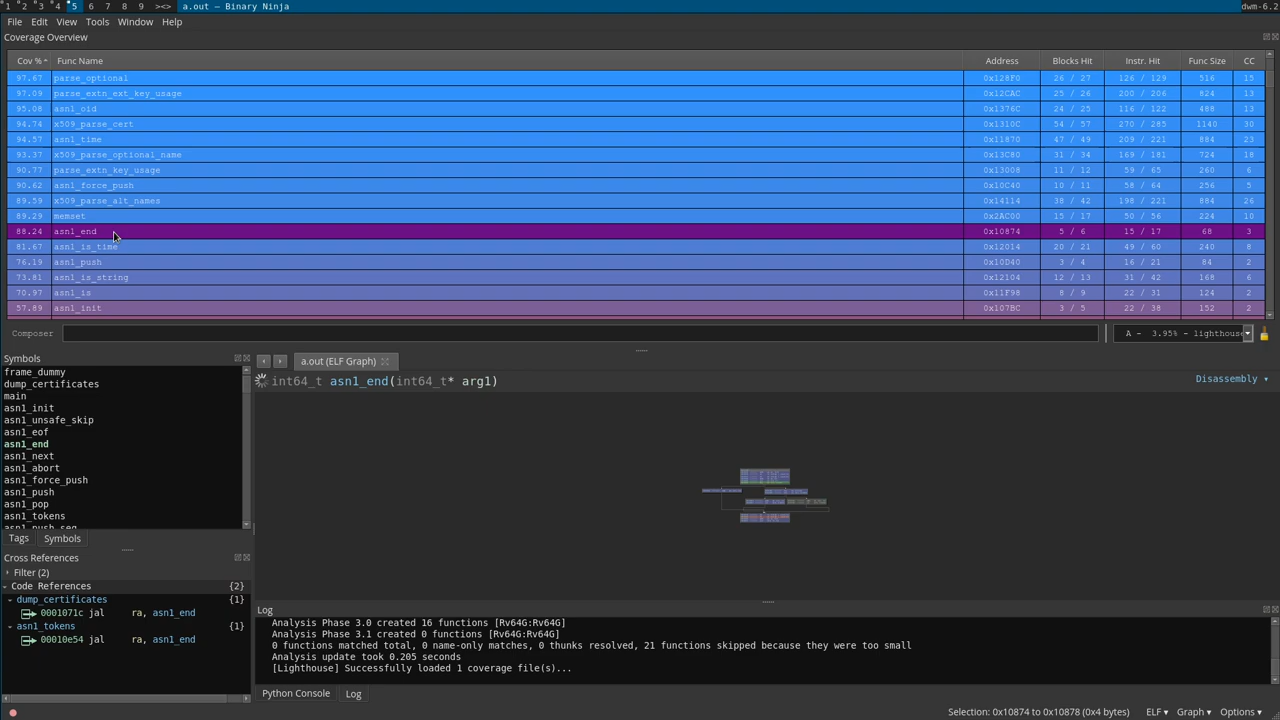 1 2 3 4 5 6 7 8 9 ><> a.out — Binary Ninja dwm-6.2
File Edit View Tools Window Help
Coverage Overview
Cov % Func Name Address Blocks Hit Instr. Hit Func Size CC
97.67 parse_optional 0x128F0 26 / 27 126 / 129 516 15
97.09 parse_extn_ext_key_usage 0x12CAC 25 / 26 200 / 206 824 13
95.08 asn1_oid 0x1376C 24 / 25 116 / 122 488 13
94.74 x509_parse_cert 0x1310C 54 / 57 270 / 285 1140 30
94.57 asn1_time 0x11870 47 / 49 209 / 221 884 23
93.37 x509_parse_optional_name 0x13C80 31 / 34 169 / 181 724 18
90.77 parse_extn_key_usage 0x13008 11 / 12 59 / 65 260 6
90.62 asn1_force_push 0x10C40 10 / 11 58 / 64 256 5
89.59 x509_parse_alt_names 0x14114 38 / 42 198 / 221 884 26
89.29 memset 0x2AC00 15 / 17 50 / 56 224 10
88.24 asn1_end 0x10874 5 / 6 15 / 17 68 3
81.67 asn1_is_time 0x12014 20 / 21 49 / 60 240 8
76.19 asn1_push 0x10D40 3 / 4 16 / 21 84 2
73.81 asn1_is_string 0x12104 12 / 13 31 / 42 168 6
70.97 asn1_is 0x11F98 8 / 9 22 / 31 124 2
57.89 asn1_init 0x107BC 3 / 5 22 / 38 152 2
Composer A - 3.95% - lighthouse
Symbols
frame_dummy
dump_certificates
main
asn1_init
asn1_unsafe_skip
asn1_eof
asn1_end
asn1_next
asn1_abort
asn1_force_push
asn1_push
asn1_pop
asn1_tokens
asn1_push_seq
Tags Symbols
Cross References
Filter (2)
Code References {2}
dump_certificates {1}
0001071c jal ra, asn1_end
asn1_tokens {1}
00010e54 jal ra, asn1_end
a.out (ELF Graph)
int64_t asn1_end(int64_t* arg1)
Disassembly
Log
Analysis Phase 3.0 created 16 functions [Rv64G:Rv64G]
Analysis Phase 3.1 created 0 functions [Rv64G:Rv64G]
0 functions matched total, 0 name-only matches, 0 thunks resolved, 21 functions skipped because they were too small
Analysis update took 0.205 seconds
[Lighthouse] Successfully loaded 1 coverage file(s)...
Python Console Log
Selection: 0x10874 to 0x10878 (0x4 bytes) ELF Graph Options